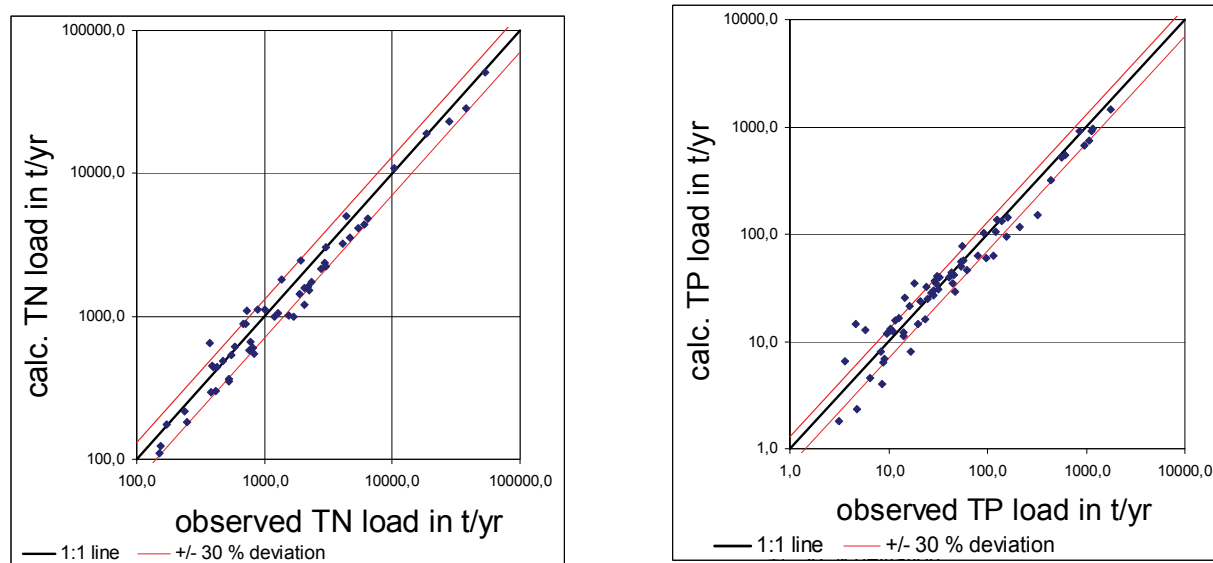 100000,0
10000,0
1000,0
100,0
100,0 1000,0 10000,0 100000,0
calc. TN load in t/yr
observed TN load in t/yr
1:1 line +/- 30 % deviation
10000,0
1000,0
100,0
10,0
1,0
1,0 10,0 100,0 1000,0 10000,0
calc. TP load in t/yr
observed TP load in t/yr
1:1 line +/- 30 % deviation